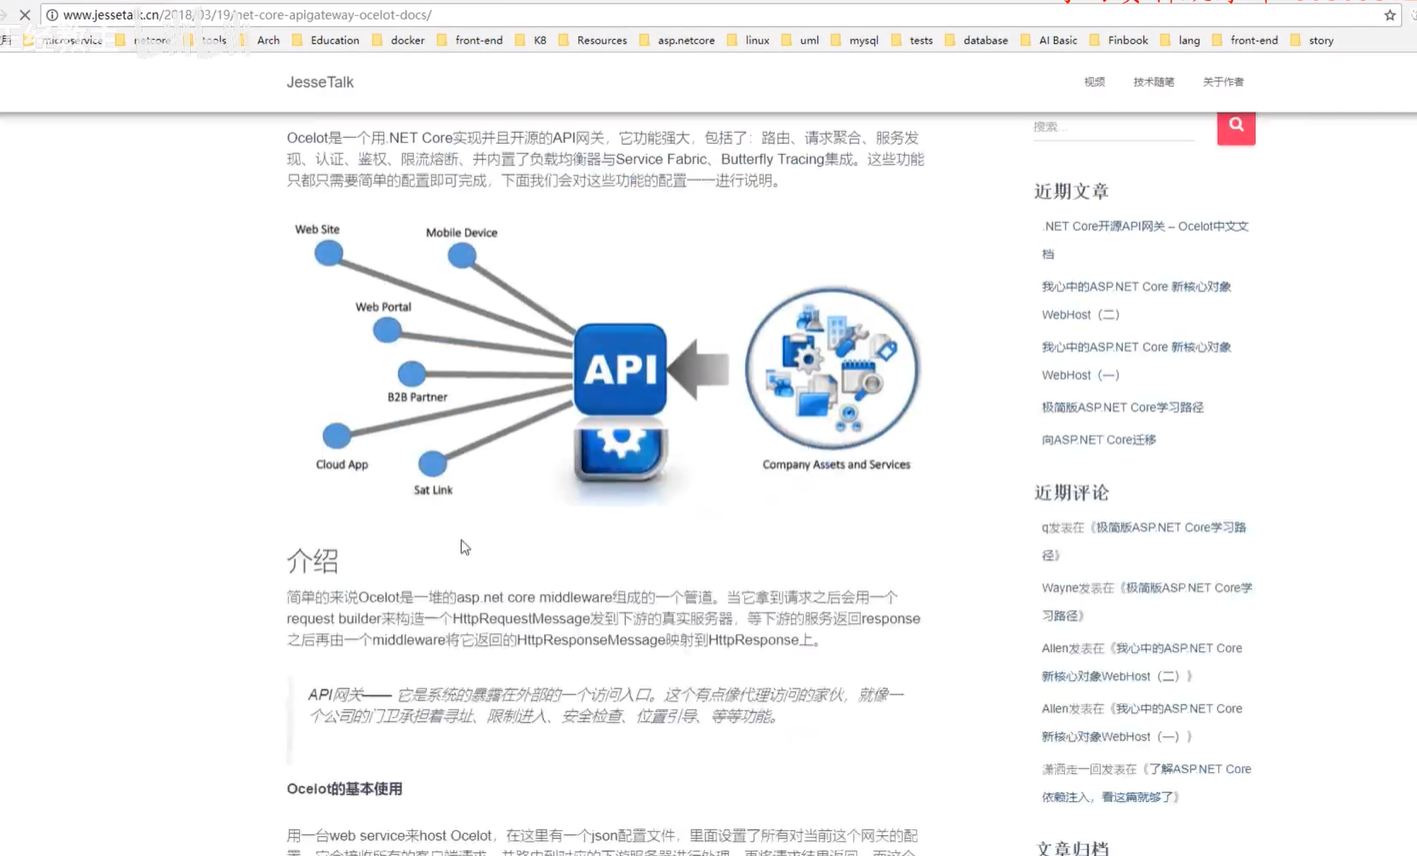 www.jessetalk.cn/2018/03/19/net-core-apigateway-ocelot-docs/
microservice netcore tools Arch Education docker front-end K8 Resources asp.netcore linux uml mysql tests database AI Basic Finbook lang front-end story
JesseTalk
视频 技术随笔 关于作者
Ocelot是一个用.NET Core实现并且开源的API网关，它功能强大，包括了：路由、请求聚合、服务发
现、认证、鉴权、限流熔断、并内置了负载均衡器与Service Fabric、Butterfly Tracing集成。这些功能
只都只需要简单的配置即可完成，下面我们会对这些功能的配置一一进行说明。
Web Site
Mobile Device
Web Portal
B2B Partner
Cloud App
Sat Link
API
Company Assets and Services
介绍
简单的来说Ocelot是一堆的asp.net core middleware组成的一个管道。当它拿到请求之后会用一个
request builder来构造一个HttpRequestMessage发到下游的真实服务器，等下游的服务返回response
之后再由一个middleware将它返回的HttpResponseMessage映射到HttpResponse上。
API网关—— 它是系统的暴露在外部的一个访问入口。这个有点像代理访问的家伙，就像一
个公司的门卫承担着寻址、限制进入、安全检查、位置引导、等等功能。
Ocelot的基本使用
用一台web service来host Ocelot，在这里有一个json配置文件，里面设置了所有对当前这个网关的配
搜索...
近期文章
.NET Core开源API网关 – Ocelot中文文
档
我心中的ASP.NET Core 新核心对象
WebHost（二）
我心中的ASP.NET Core 新核心对象
WebHost（一）
极简版ASP.NET Core学习路径
向ASP.NET Core迁移
近期评论
q发表在《极简版ASP.NET Core学习路
径》
Wayne发表在《极简版ASP.NET Core学
习路径》
Allen发表在《我心中的ASP.NET Core
新核心对象WebHost（二）》
Allen发表在《我心中的ASP.NET Core
新核心对象WebHost（一）》
潇洒走一回发表在《了解ASP.NET Core
依赖注入，看这篇就够了》
文章归档